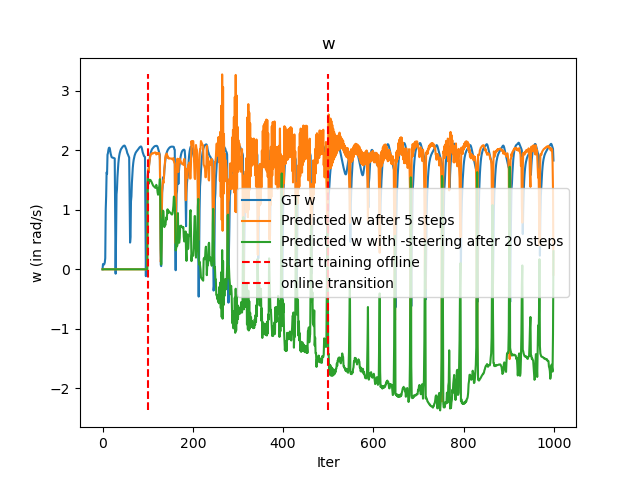 w
3
2
1
0
−1
−2
w (in rad/s)
GT w
Predicted w after 5 steps
Predicted w with -steering after 20 steps
start training offline
online transition
0 200 400 600 800 1000
Iter